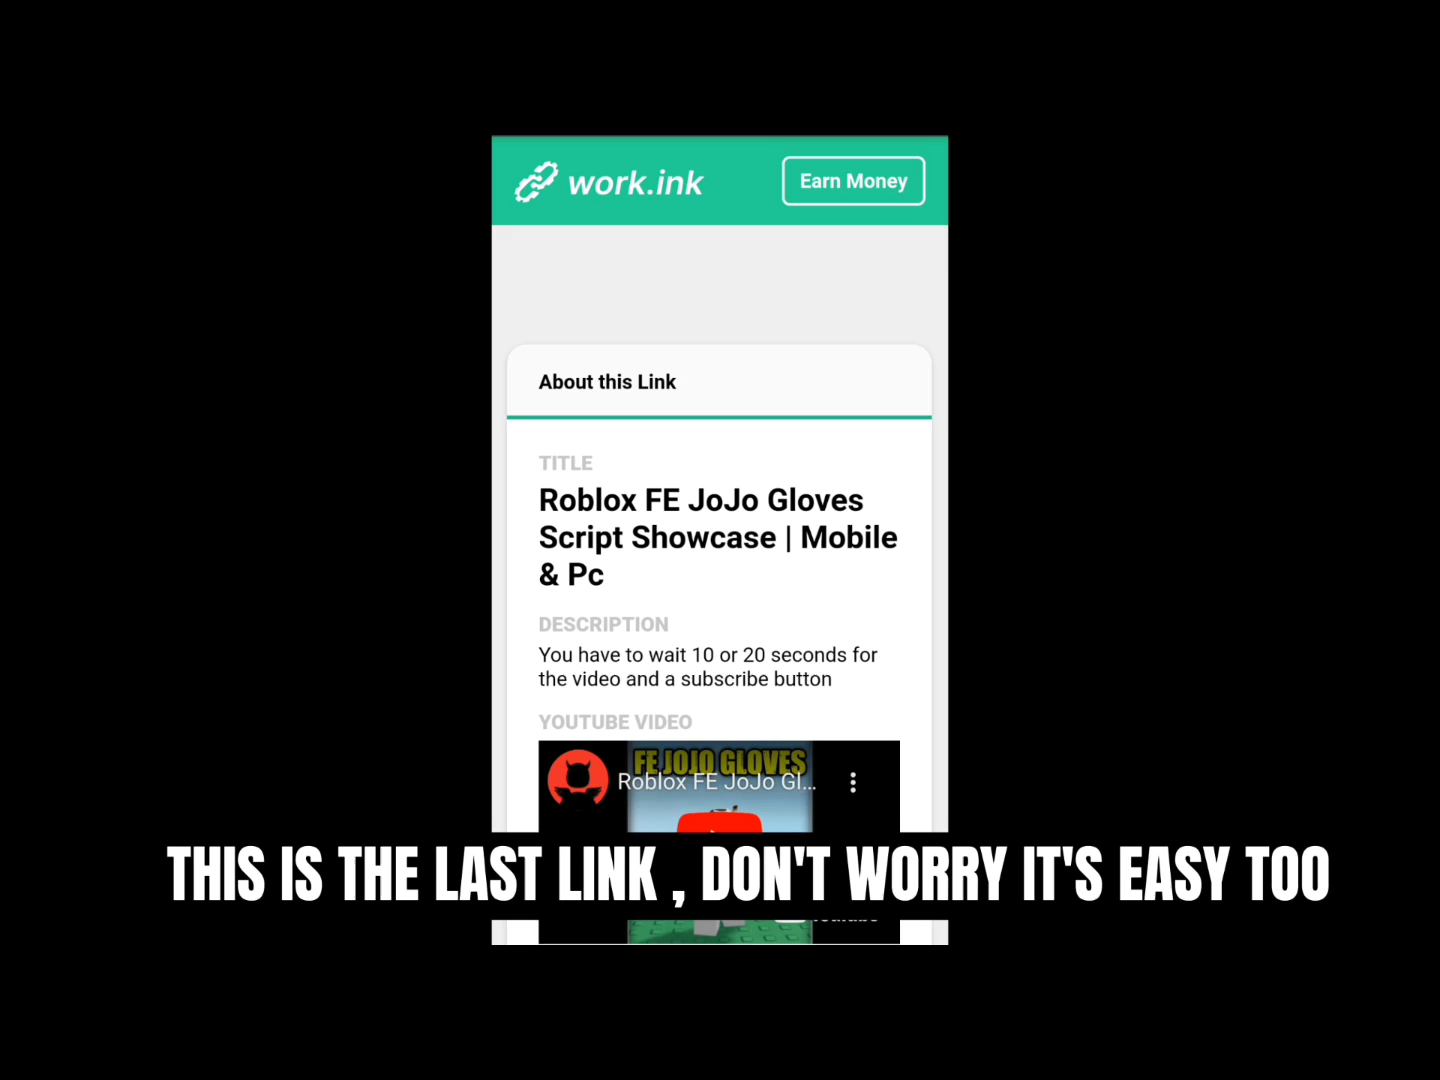 work.ink
Earn Money
About this Link
TITLE
Roblox FE JoJo Gloves
Script Showcase | Mobile
& Pc
DESCRIPTION
You have to wait 10 or 20 seconds for
the video and a subscribe button
YOUTUBE VIDEO
FE JOJO GLOVES
Roblox FE JoJo Gl...
THIS IS THE LAST LINK , DON'T WORRY IT'S EASY TOO